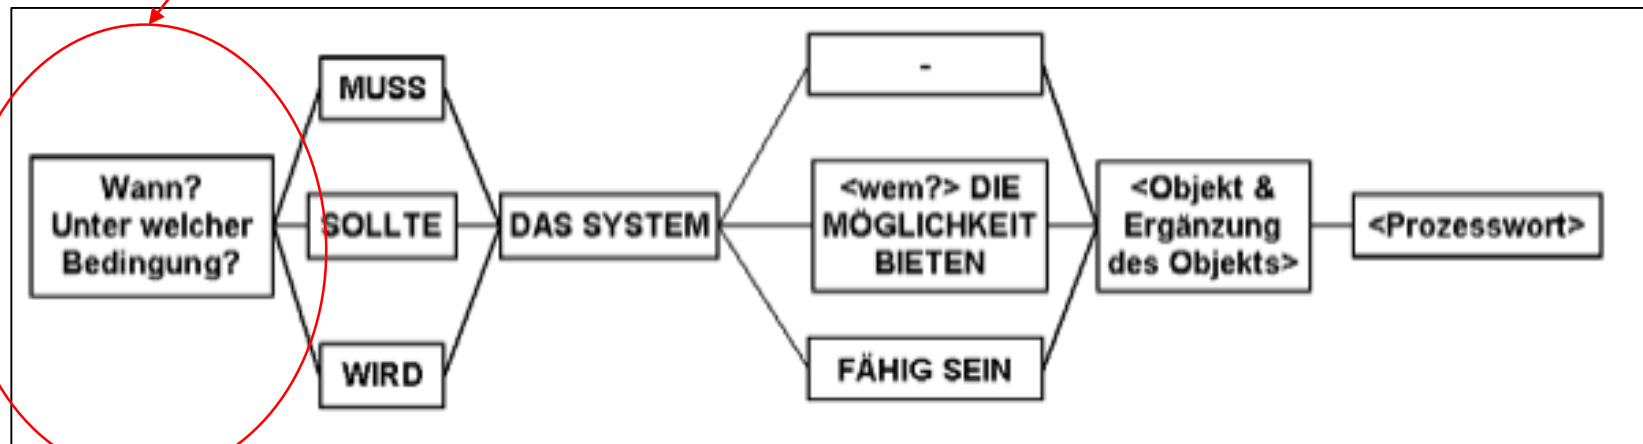 Wann?
Unter welcher
Bedingung?
MUSS
SOLLTE
WIRD
DAS SYSTEM
-
<wem?> DIE
MÖGLICHKEIT
BIETEN
FÄHIG SEIN
<Objekt &
Ergänzung
des Objekts>
<Prozesswort>